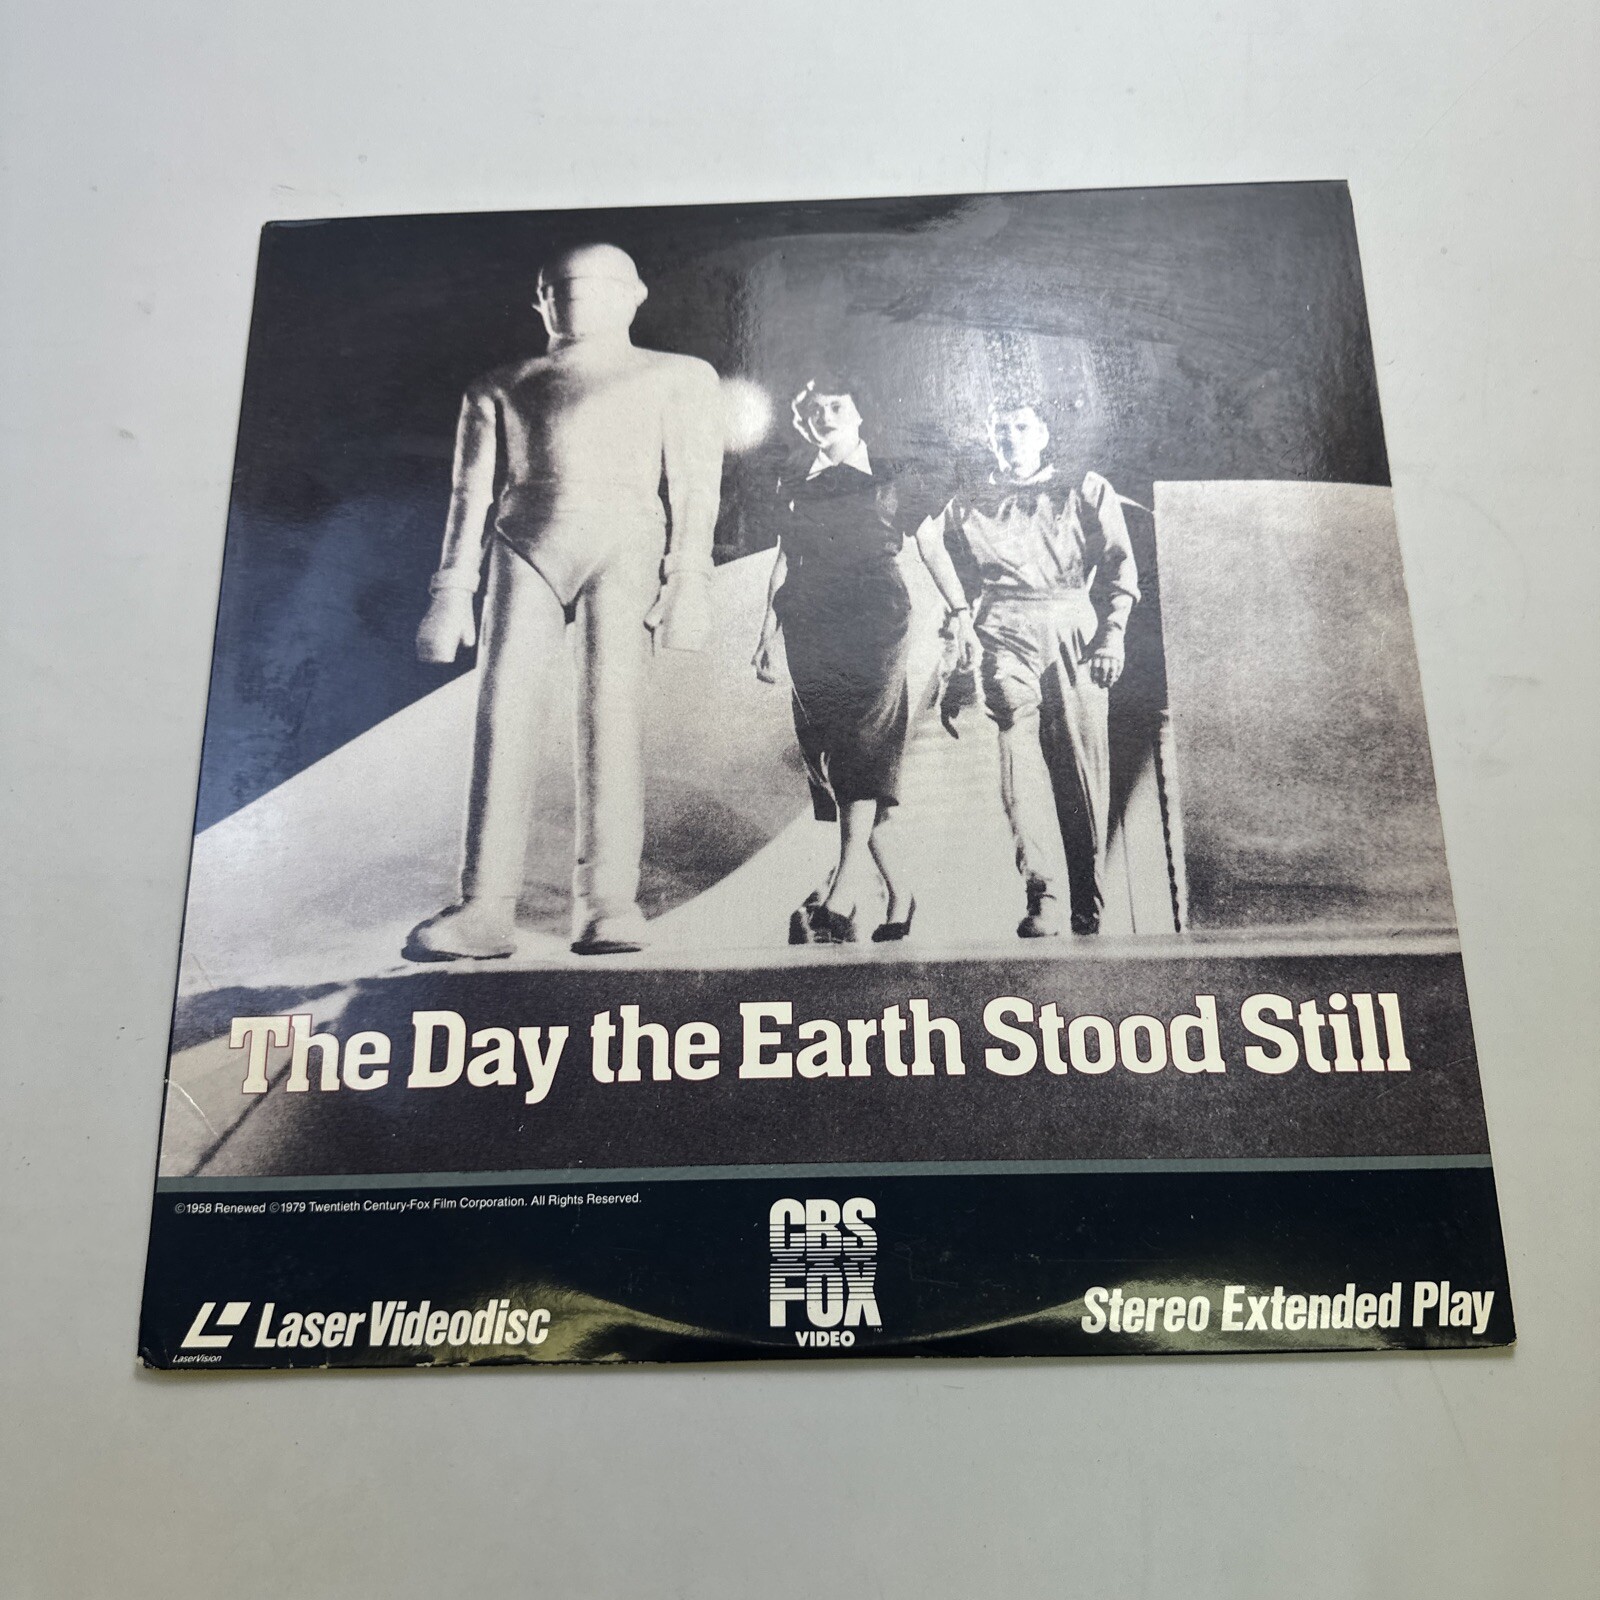 The Day the Earth Stood Still
©1958 Renewed ©1979 Twentieth Century-Fox Film Corporation. All Rights Reserved.
CBS
FOX
VIDEO ™
Laser Videodisc
LaserVision
Stereo Extended Play